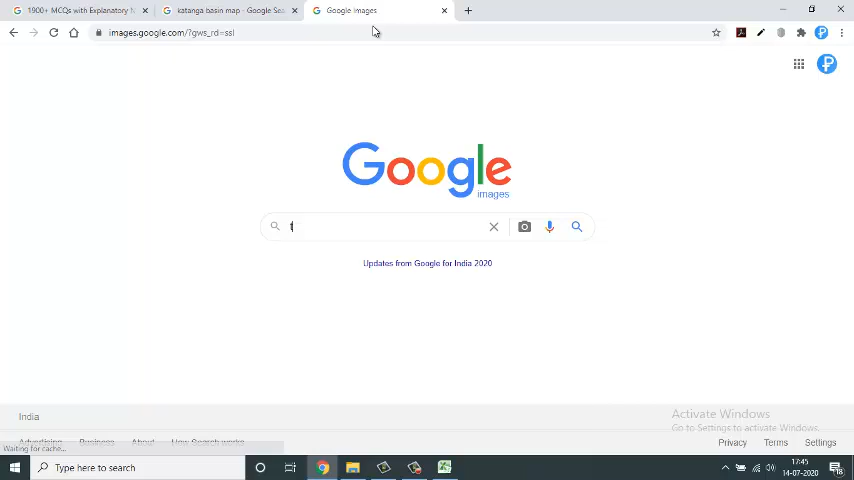 1900+ MCQs with Explanatory N
katanga basin map - Google Sea
Google Images
images.google.com/?gws_rd=ssl
Google
images
t
Updates from Google for India 2020
India
Activate Windows
Go to Settings to activate Windows.
Advertising Business About How Search works
Privacy Terms Settings
Waiting for cache...
Type here to search
17:45
14-07-2020
18